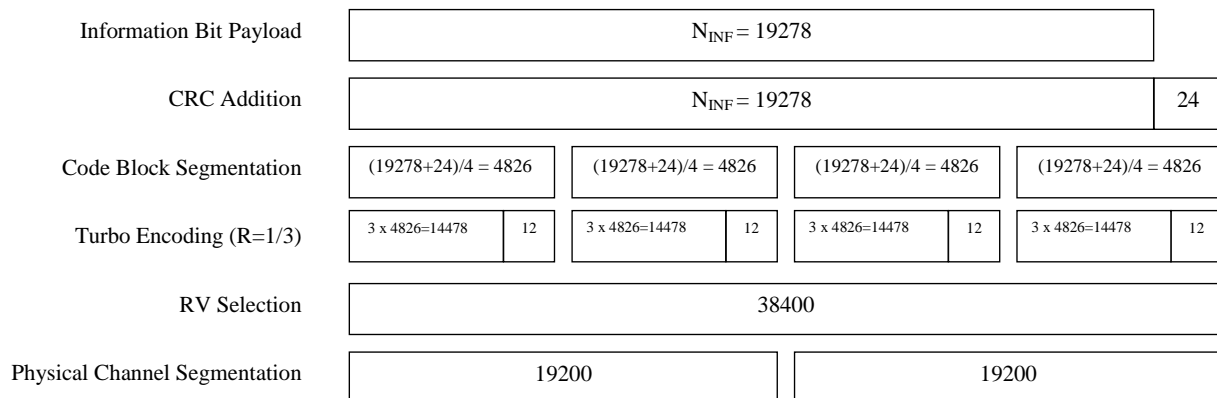 Information Bit Payload N_INF = 19278
CRC Addition N_INF = 19278 24
Code Block Segmentation (19278+24)/4 = 4826 (19278+24)/4 = 4826 (19278+24)/4 = 4826 (19278+24)/4 = 4826
Turbo Encoding (R=1/3) 3 x 4826=14478 12 3 x 4826=14478 12 3 x 4826=14478 12 3 x 4826=14478 12
RV Selection 38400
Physical Channel Segmentation 19200 19200